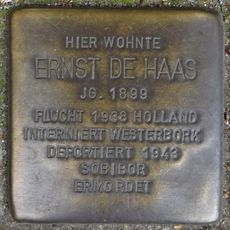 HIER WOHNTE
ERNST DE HAAS
JG. 1899
FLUCHT 1938 HOLLAND
INTERNIERT WESTERBORK
DEPORTIERT 1943
SOBIBOR
ERMORDET